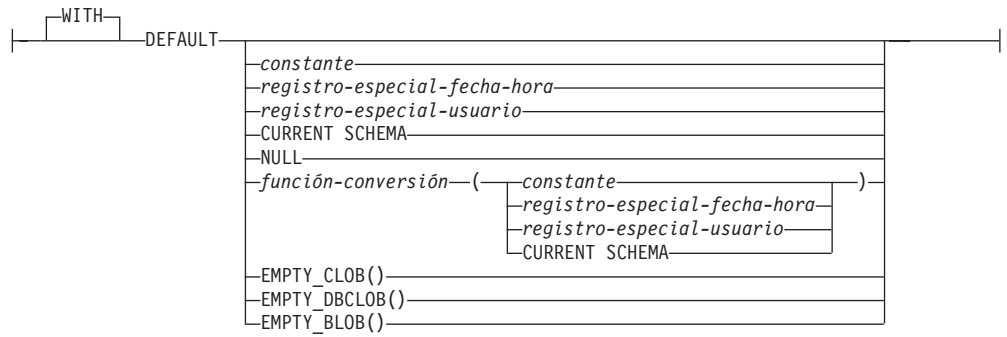 WITH
DEFAULT
constante
registro-especial-fecha-hora
registro-especial-usuario
CURRENT SCHEMA
NULL
función-conversión ( constante )
registro-especial-fecha-hora
registro-especial-usuario
CURRENT SCHEMA
EMPTY_CLOB()
EMPTY_DBCLOB()
EMPTY_BLOB()